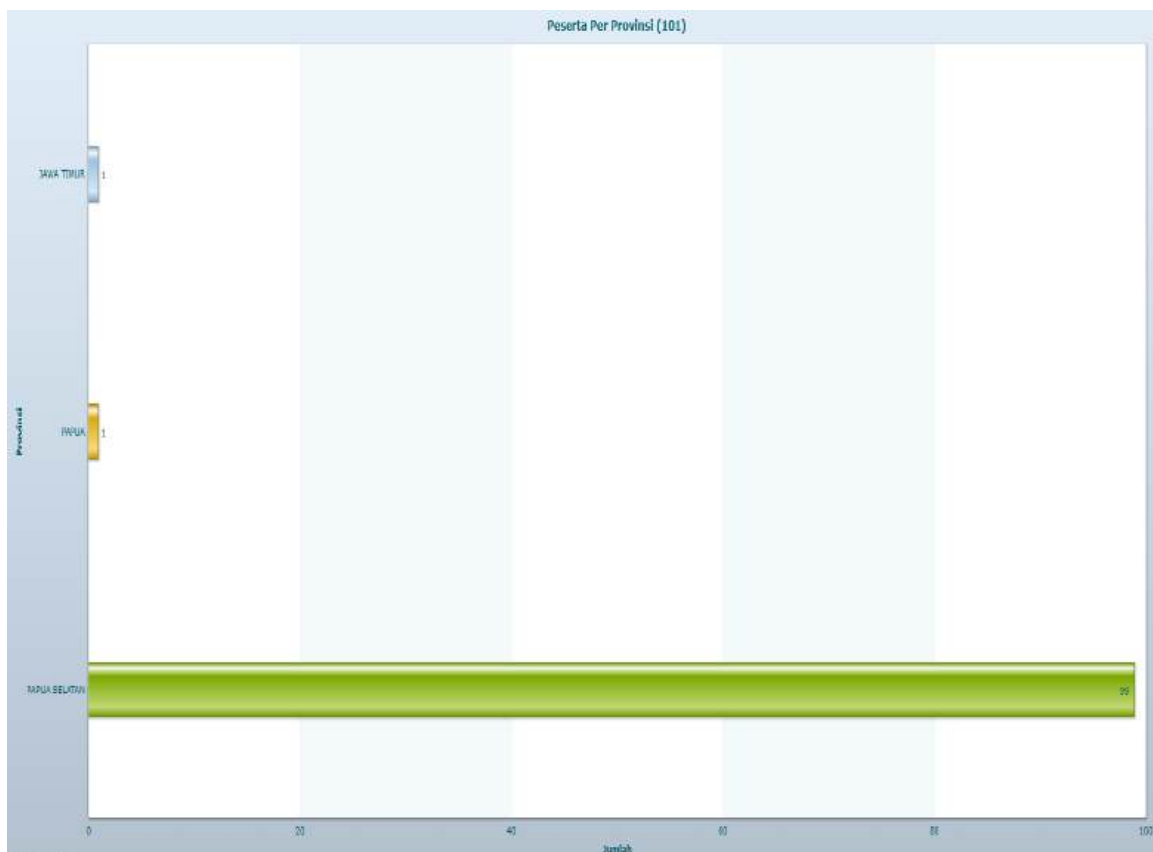 Peserta Per Provinsi (101)
JAWA TIMUR
1
Provinsi
PAPUA
1
PAPUA SELATAN
99
0
20
40
60
80
100
Jumlah